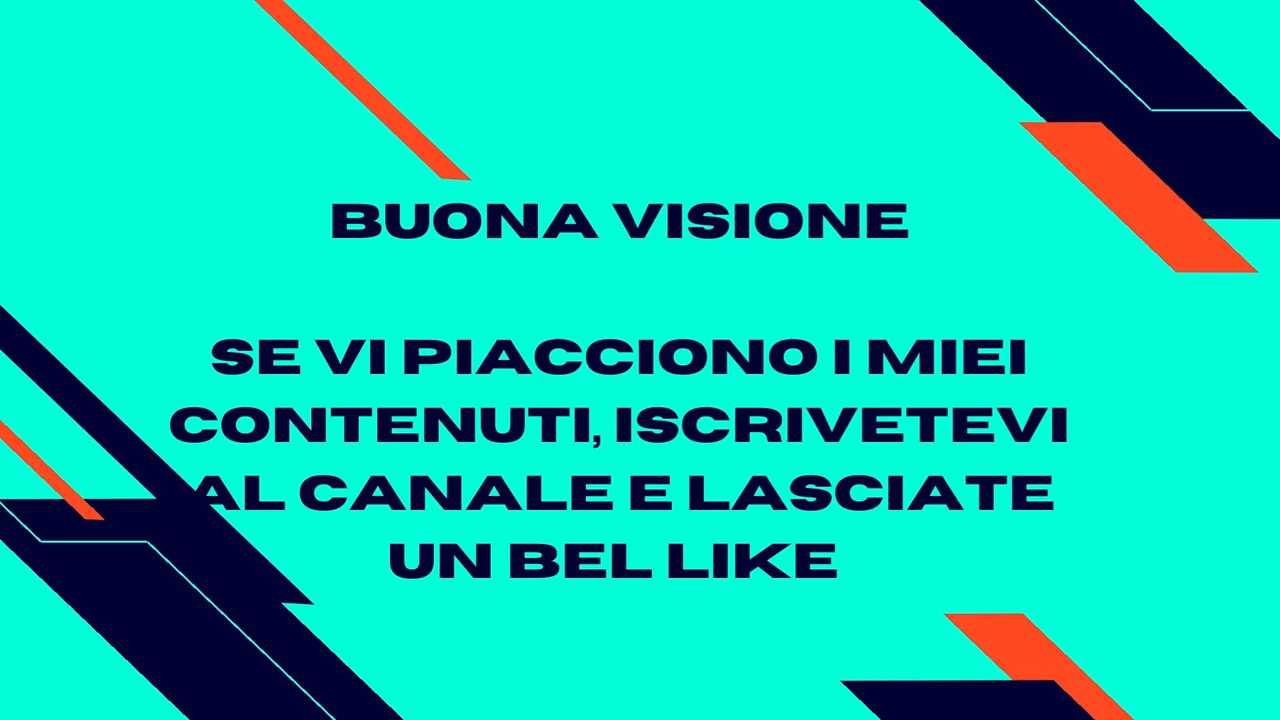 BUONA VISIONE
SE VI PIACCIONO I MIEI
CONTENUTI, ISCRIVETEVI
AL CANALE E LASCIATE
UN BEL LIKE